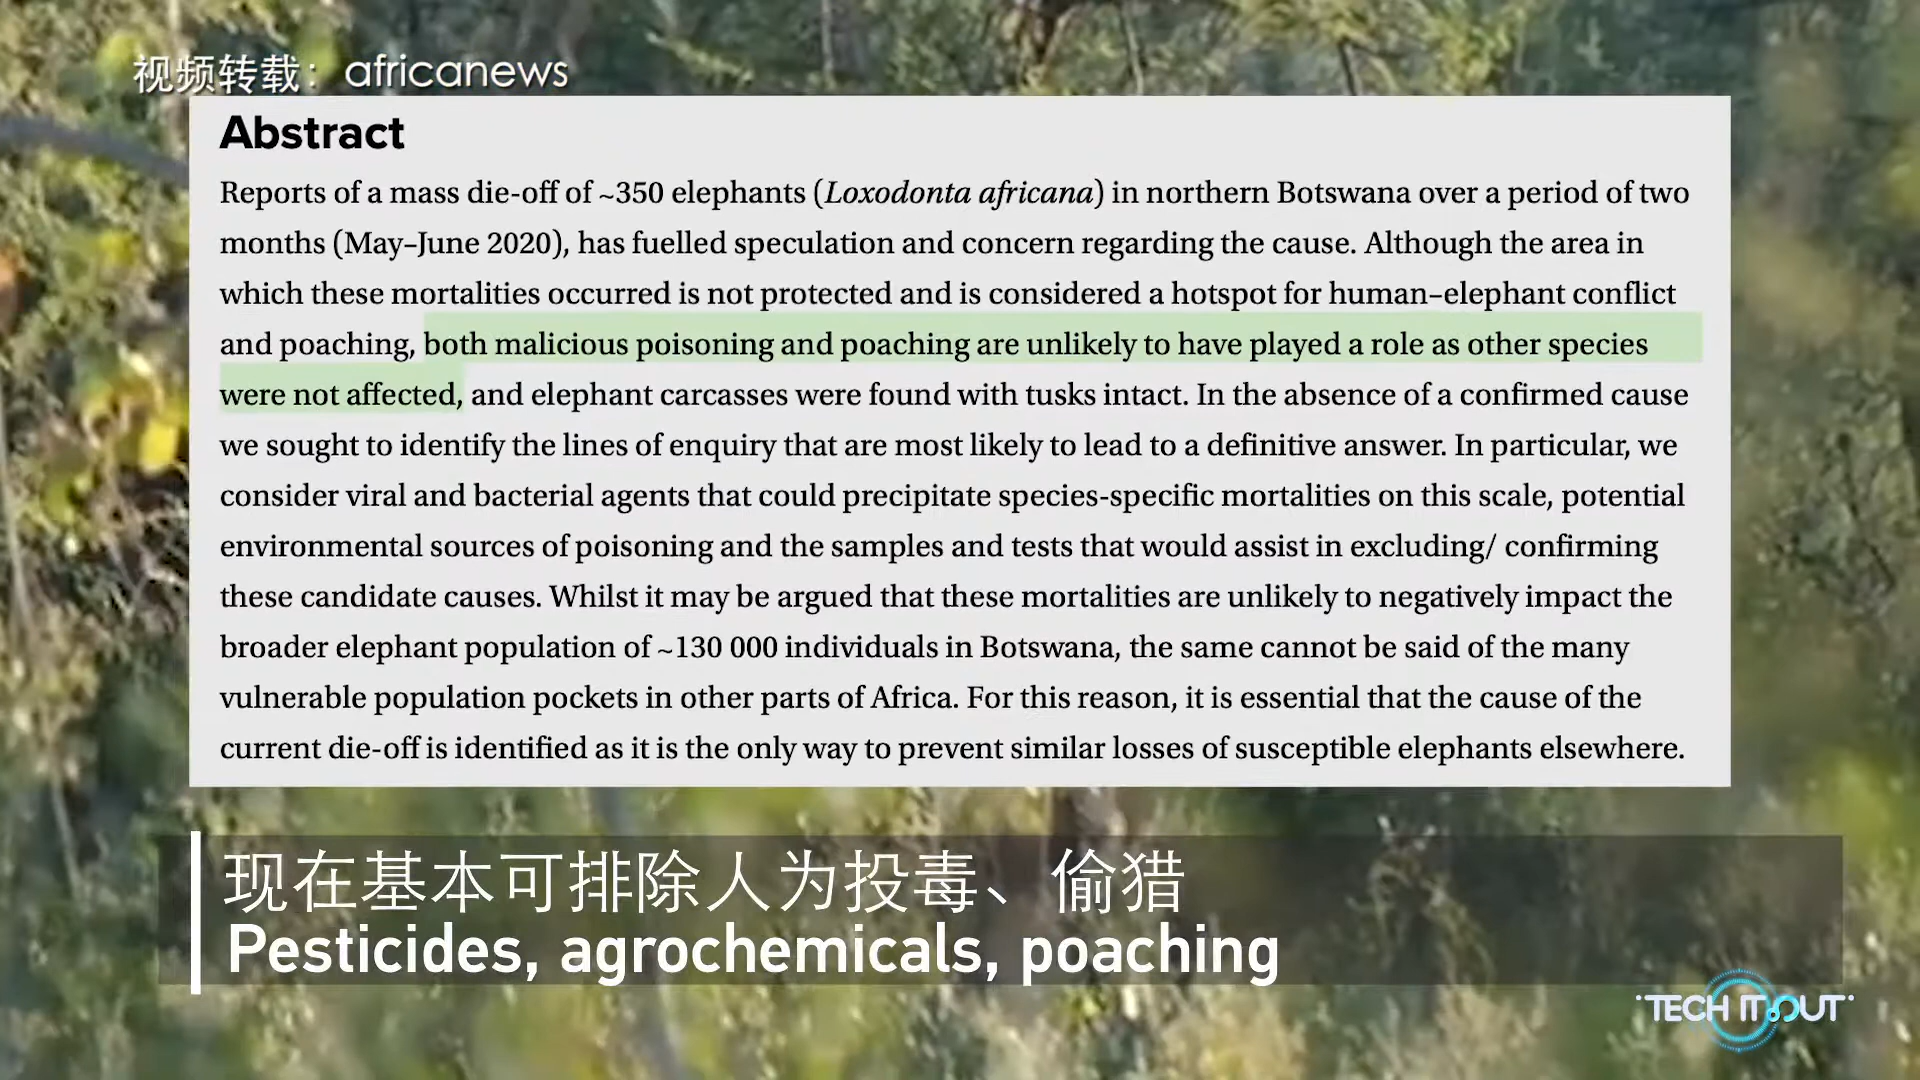 视频转载：africanews
Abstract
Reports of a mass die-off of ~350 elephants (Loxodonta africana) in northern Botswana over a period of two
months (May–June 2020), has fuelled speculation and concern regarding the cause. Although the area in
which these mortalities occurred is not protected and is considered a hotspot for human–elephant conflict
and poaching, both malicious poisoning and poaching are unlikely to have played a role as other species
were not affected, and elephant carcasses were found with tusks intact. In the absence of a confirmed cause
we sought to identify the lines of enquiry that are most likely to lead to a definitive answer. In particular, we
consider viral and bacterial agents that could precipitate species-specific mortalities on this scale, potential
environmental sources of poisoning and the samples and tests that would assist in excluding/ confirming
these candidate causes. Whilst it may be argued that these mortalities are unlikely to negatively impact the
broader elephant population of ~130 000 individuals in Botswana, the same cannot be said of the many
vulnerable population pockets in other parts of Africa. For this reason, it is essential that the cause of the
current die-off is identified as it is the only way to prevent similar losses of susceptible elephants elsewhere.
现在基本可排除人为投毒、偷猎
Pesticides, agrochemicals, poaching
TECH IT OUT